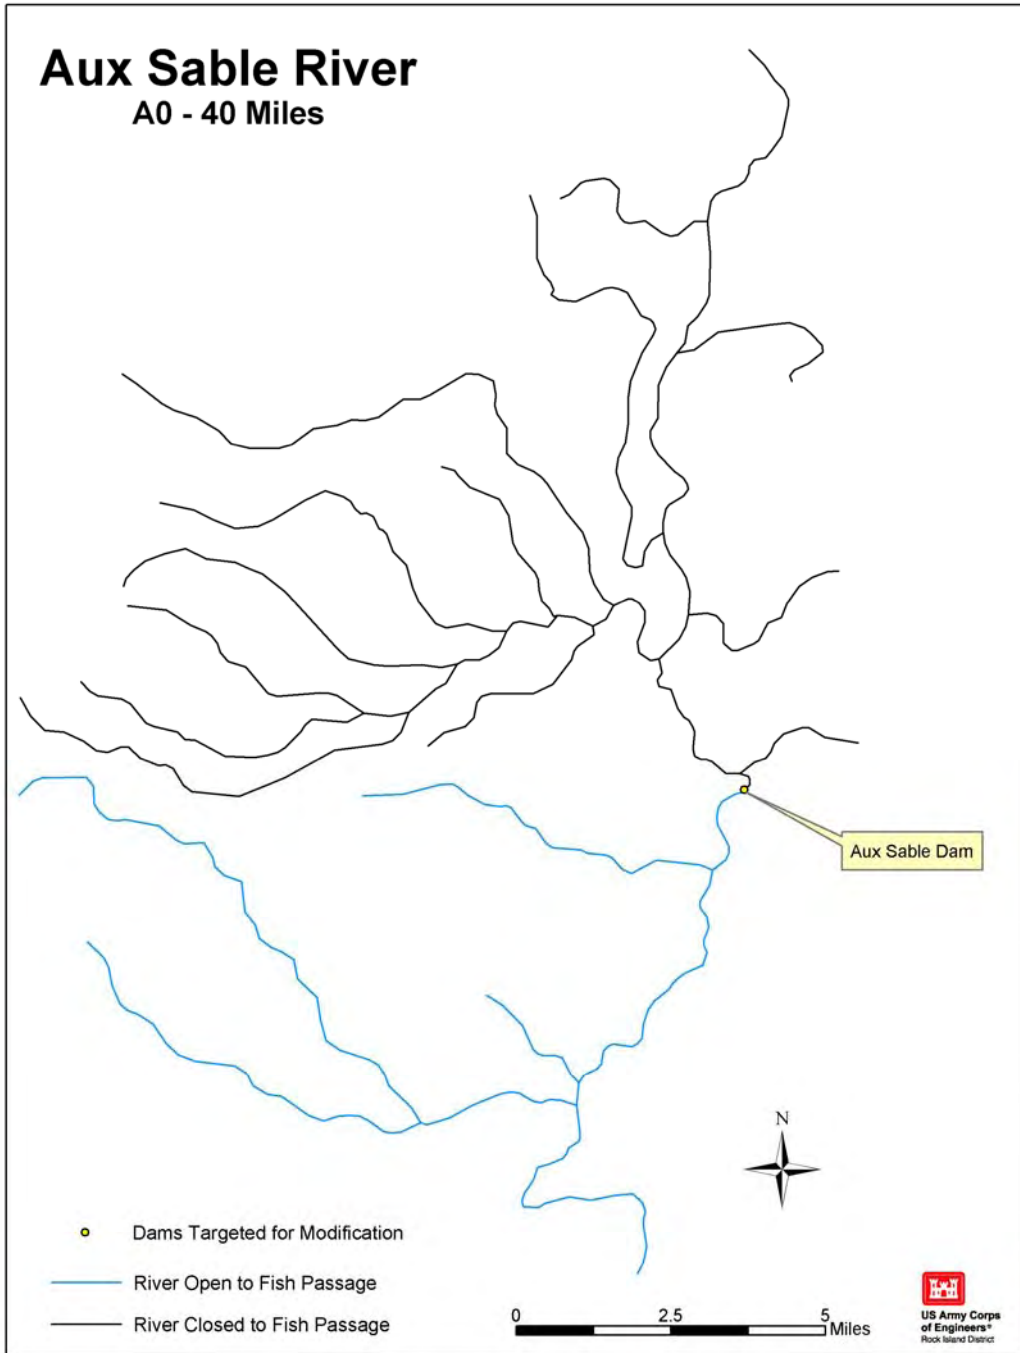 Aux Sable River
A0 - 40 Miles
Aux Sable Dam
N
Dams Targeted for Modification
River Open to Fish Passage
River Closed to Fish Passage
0 2.5 5
Miles
US Army Corps
of Engineers®
Rock Island District